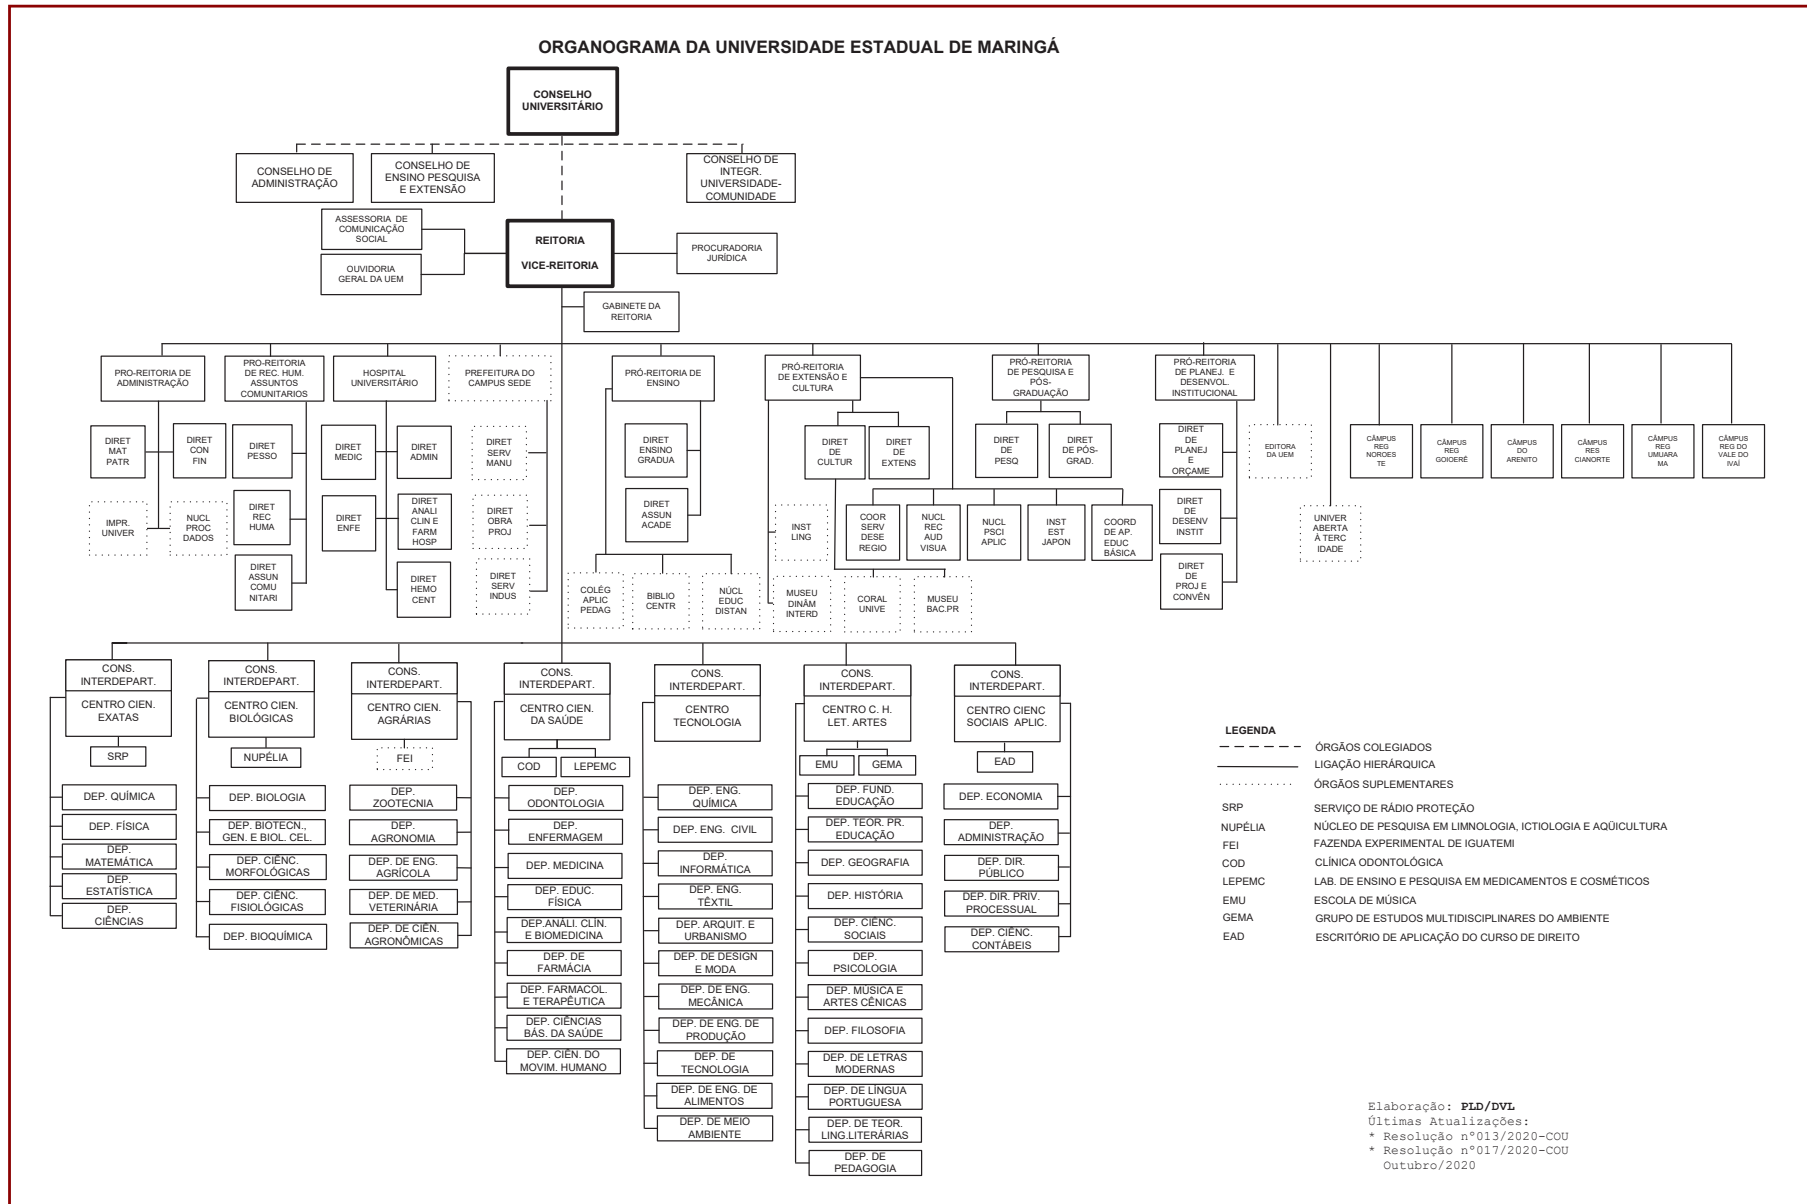 ORGANOGRAMA DA UNIVERSIDADE ESTADUAL DE MARINGÁ
CONSELHO
UNIVERSITÁRIO
CONSELHO DE
ADMINISTRAÇÃO
CONSELHO DE
ENSINO PESQUISA
E EXTENSÃO
CONSELHO DE
INTEGR.
UNIVERSIDADE-
COMUNIDADE
ASSESSORIA DE
COMUNICAÇÃO
SOCIAL
OUVIDORIA
GERAL DA UEM
REITORIA
VICE-REITORIA
PROCURADORIA
JURÍDICA
GABINETE DA
REITORIA
PRO-REITORIA DE
ADMINISTRAÇÃO
PRO-REITORIA
DE REC. HUM.
ASSUNTOS
COMUNITARIOS
HOSPITAL
UNIVERSITÁRIO
PREFEITURA DO
CAMPUS SEDE
PRÓ-REITORIA DE
ENSINO
PRÓ-REITORIA
DE EXTENSÃO E
CULTURA
PRÓ-REITORIA
DE PESQUISA E
PÓS-
GRADUAÇÃO
PRÓ-REITORIA
DE PLANEJ. E
DESENVOL.
INSTITUCIONAL
DIRET
MAT
PATR
DIRET
CON
FIN
DIRET
PESSO
DIRET
MEDIC
DIRET
ADMIN
DIRET
SERV
MANU
DIRET
ENSINO
GRADUA
DIRET
DE
CULTUR
DIRET
DE
EXTENS
DIRET
DE
PESQ
DIRET
DE PÓS-
GRAD.
DIRET
DE
PLANEJ
E
ORÇAME
EDITORA
DA UEM
CÂMPUS
REG
NOROES
TE
CÂMPUS
REG
GOIOERÊ
CÂMPUS
DO
ARENITO
CÂMPUS
RES
CIANORTE
CÂMPUS
REG
UMUARA
MA
CÂMPUS
REG DO
VALE DO
IVAÍ
IMPR.
UNIVER
NUCL
PROC
DADOS
DIRET
REC
HUMA
DIRET
ENFE
DIRET
ANALI
CLIN E
FARM
HOSP
DIRET
OBRA
PROJ
DIRET
ASSUN
ACADE
INST
LING
COOR
SERV
DESE
REGIO
NUCL
REC
AUD
VISUA
NUCL
PSCI
APLIC
INST
EST
JAPON
COORD
DE AP.
EDUC
BÁSICA
DIRET
DE
DESENV
INSTIT
UNIVER
ABERTA
À TERC
IDADE
DIRET
ASSUN
COMU
NITARI
DIRET
HEMO
CENT
DIRET
SERV
INDUS
COLÉG
APLIC
PEDAG
BIBLIO
CENTR
NÚCL
EDUC
DISTAN
MUSEU
DINÂM
INTERD
CORAL
UNIVE
MUSEU
BAC.PR
DIRET
DE
PROJ E
CONVÊN
CONS.
INTERDEPART.
CENTRO CIEN.
EXATAS
SRP
DEP. QUÍMICA
DEP. FÍSICA
DEP.
MATEMÁTICA
DEP.
ESTATÍSTICA
DEP.
CIÊNCIAS
CONS.
INTERDEPART.
CENTRO CIEN.
BIOLÓGICAS
NUPÉLIA
DEP. BIOLOGIA
DEP. BIOTECN.,
GEN. E BIOL. CEL.
DEP. CIÊNC.
MORFOLÓGICAS
DEP. CIÊNC.
FISIOLÓGICAS
DEP. BIOQUÍMICA
CONS.
INTERDEPART.
CENTRO CIEN.
AGRÁRIAS
FEI
DEP.
ZOOTECNIA
DEP.
AGRONOMIA
DEP. DE ENG.
AGRÍCOLA
DEP. DE MED.
VETERINÁRIA
DEP. DE CIÊN.
AGRONÔMICAS
CONS.
INTERDEPART.
CENTRO CIEN.
DA SAÚDE
COD
LEPEMC
DEP.
ODONTOLOGIA
DEP.
ENFERMAGEM
DEP. MEDICINA
DEP. EDUC.
FÍSICA
DEP.ANÁLI. CLÍN.
E BIOMEDICINA
DEP. DE
FARMÁCIA
DEP. FARMACOL.
E TERAPÊUTICA
DEP. CIÊNCIAS
BÁS. DA SAÚDE
DEP. CIÊN. DO
MOVIM. HUMANO
CONS.
INTERDEPART.
CENTRO
TECNOLOGIA
DEP. ENG.
QUÍMICA
DEP. ENG. CIVIL
DEP.
INFORMÁTICA
DEP. ENG.
TÊXTIL
DEP. ARQUIT. E
URBANISMO
DEP. DE DESIGN
E MODA
DEP. DE ENG.
MECÂNICA
DEP. DE ENG. DE
PRODUÇÃO
DEP. DE
TECNOLOGIA
DEP. DE ENG. DE
ALIMENTOS
DEP. DE MEIO
AMBIENTE
CONS.
INTERDEPART.
CENTRO C. H.
LET. ARTES
EMU
GEMA
DEP. FUND.
EDUCAÇÃO
DEP. TEOR. PR.
EDUCAÇÃO
DEP. GEOGRAFIA
DEP. HISTÓRIA
DEP. CIÊNC.
SOCIAIS
DEP.
PSICOLOGIA
DEP. MÚSICA E
ARTES CÊNICAS
DEP. FILOSOFIA
DEP. DE LETRAS
MODERNAS
DEP. DE LÍNGUA
PORTUGUESA
DEP. DE TEOR.
LING.LITERÁRIAS
DEP. DE
PEDAGOGIA
CONS.
INTERDEPART.
CENTRO CIENC
SOCIAIS APLIC.
EAD
DEP. ECONOMIA
DEP.
ADMINISTRAÇÃO
DEP. DIR.
PÚBLICO
DEP. DIR. PRIV.
PROCESSUAL
DEP. CIÊNC.
CONTÁBEIS
LEGENDA
ÓRGÃOS COLEGIADOS
LIGAÇÃO HIERÁRQUICA
ÓRGÃOS SUPLEMENTARES
SRP SERVIÇO DE RÁDIO PROTEÇÃO
NUPÉLIA NÚCLEO DE PESQUISA EM LIMNOLOGIA, ICTIOLOGIA E AQÜICULTURA
FEI FAZENDA EXPERIMENTAL DE IGUATEMI
COD CLÍNICA ODONTOLÓGICA
LEPEMC LAB. DE ENSINO E PESQUISA EM MEDICAMENTOS E COSMÉTICOS
EMU ESCOLA DE MÚSICA
GEMA GRUPO DE ESTUDOS MULTIDISCIPLINARES DO AMBIENTE
EAD ESCRITÓRIO DE APLICAÇÃO DO CURSO DE DIREITO
Elaboração: PLD/DVL
Últimas Atualizações:
* Resolução nº013/2020-COU
* Resolução nº017/2020-COU
Outubro/2020